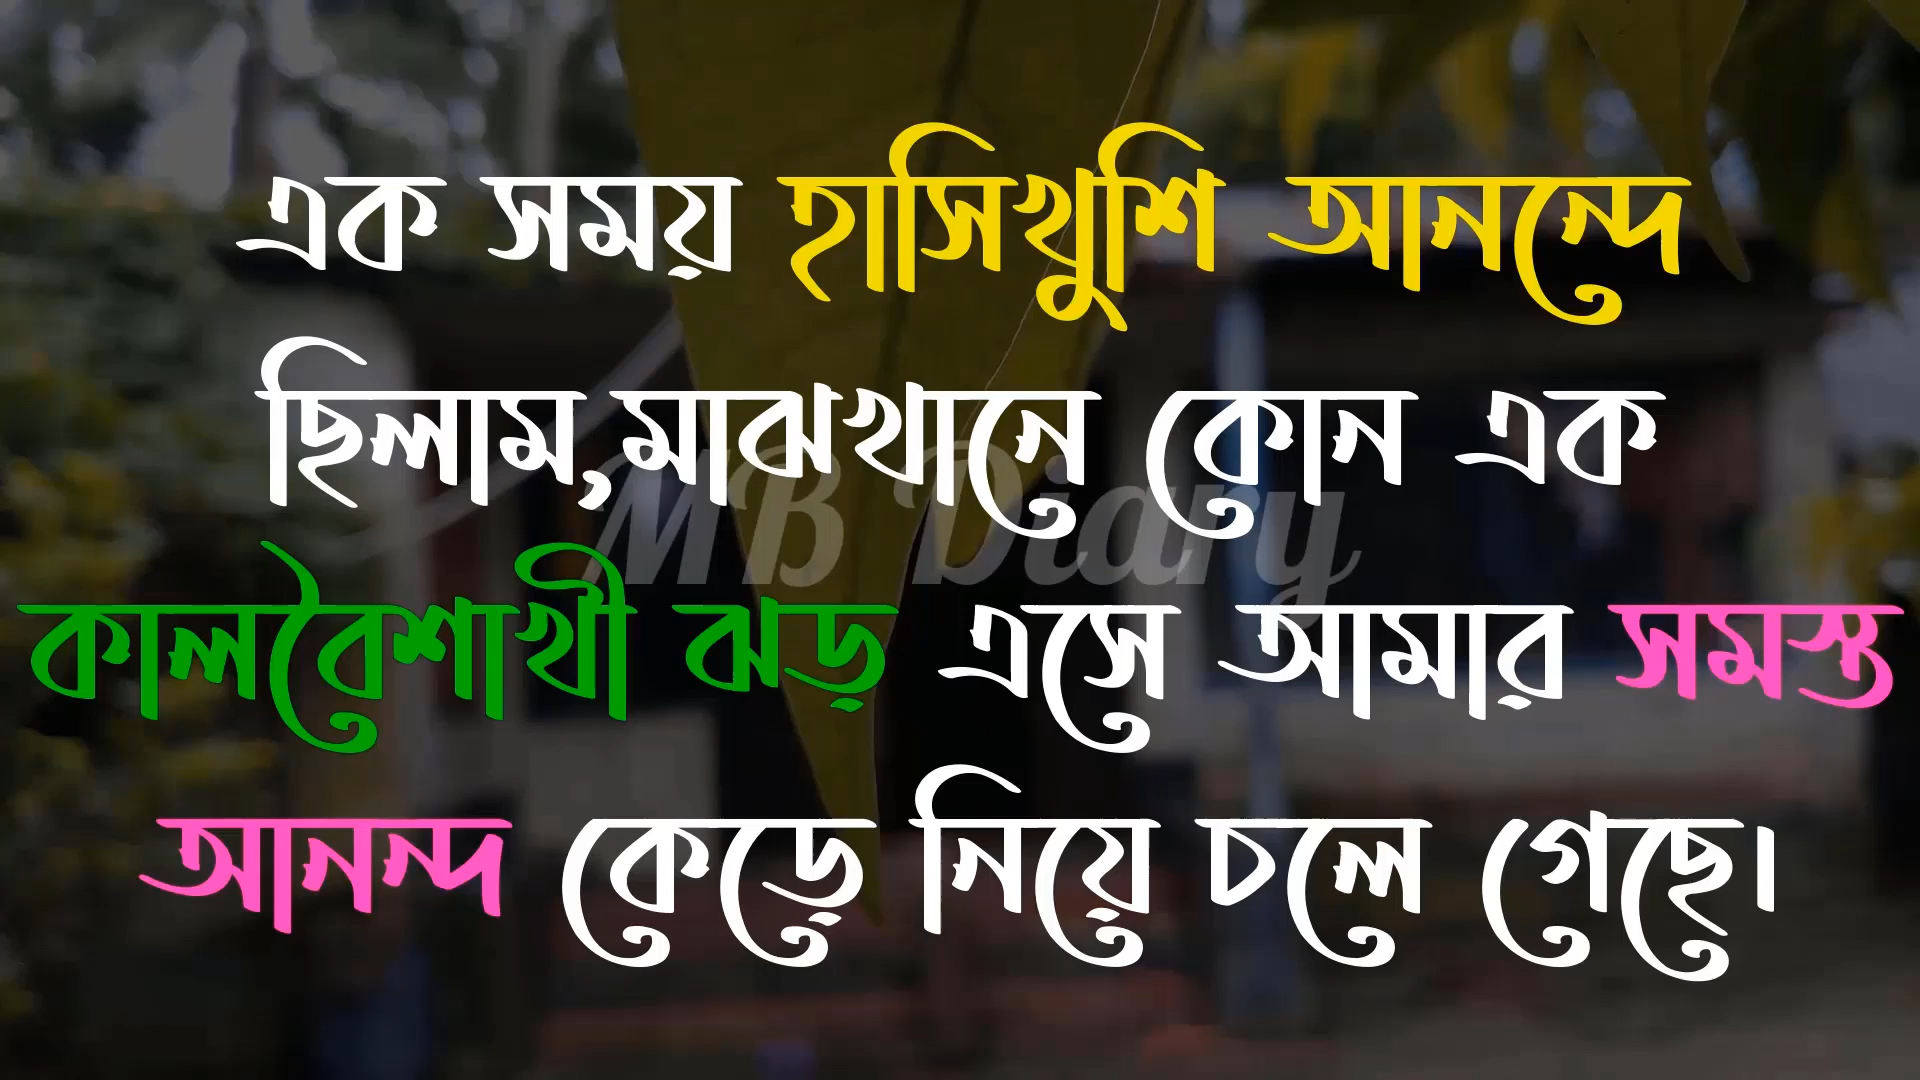 এক সময় হাসিখুশি আনন্দে
ছিলাম,মাঝখানে কোন এক
MB Diary
কালবৈশাখী ঝড় এসে আমার সমস্ত
আনন্দ কেড়ে নিয়ে চলে গেছে।